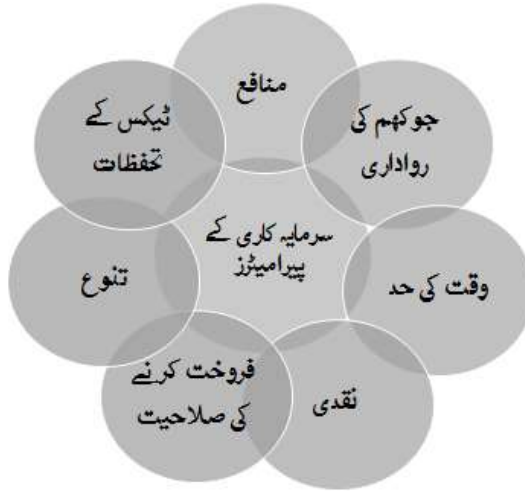 منافع
جوکھم کی
رواداری
وقت کی حد
نقدی
فروخت کرنے
کی صلاحیت
تنوع
ٹیکس کے
تحفظات
سرمایہ کاری کے
پیرامیٹرز